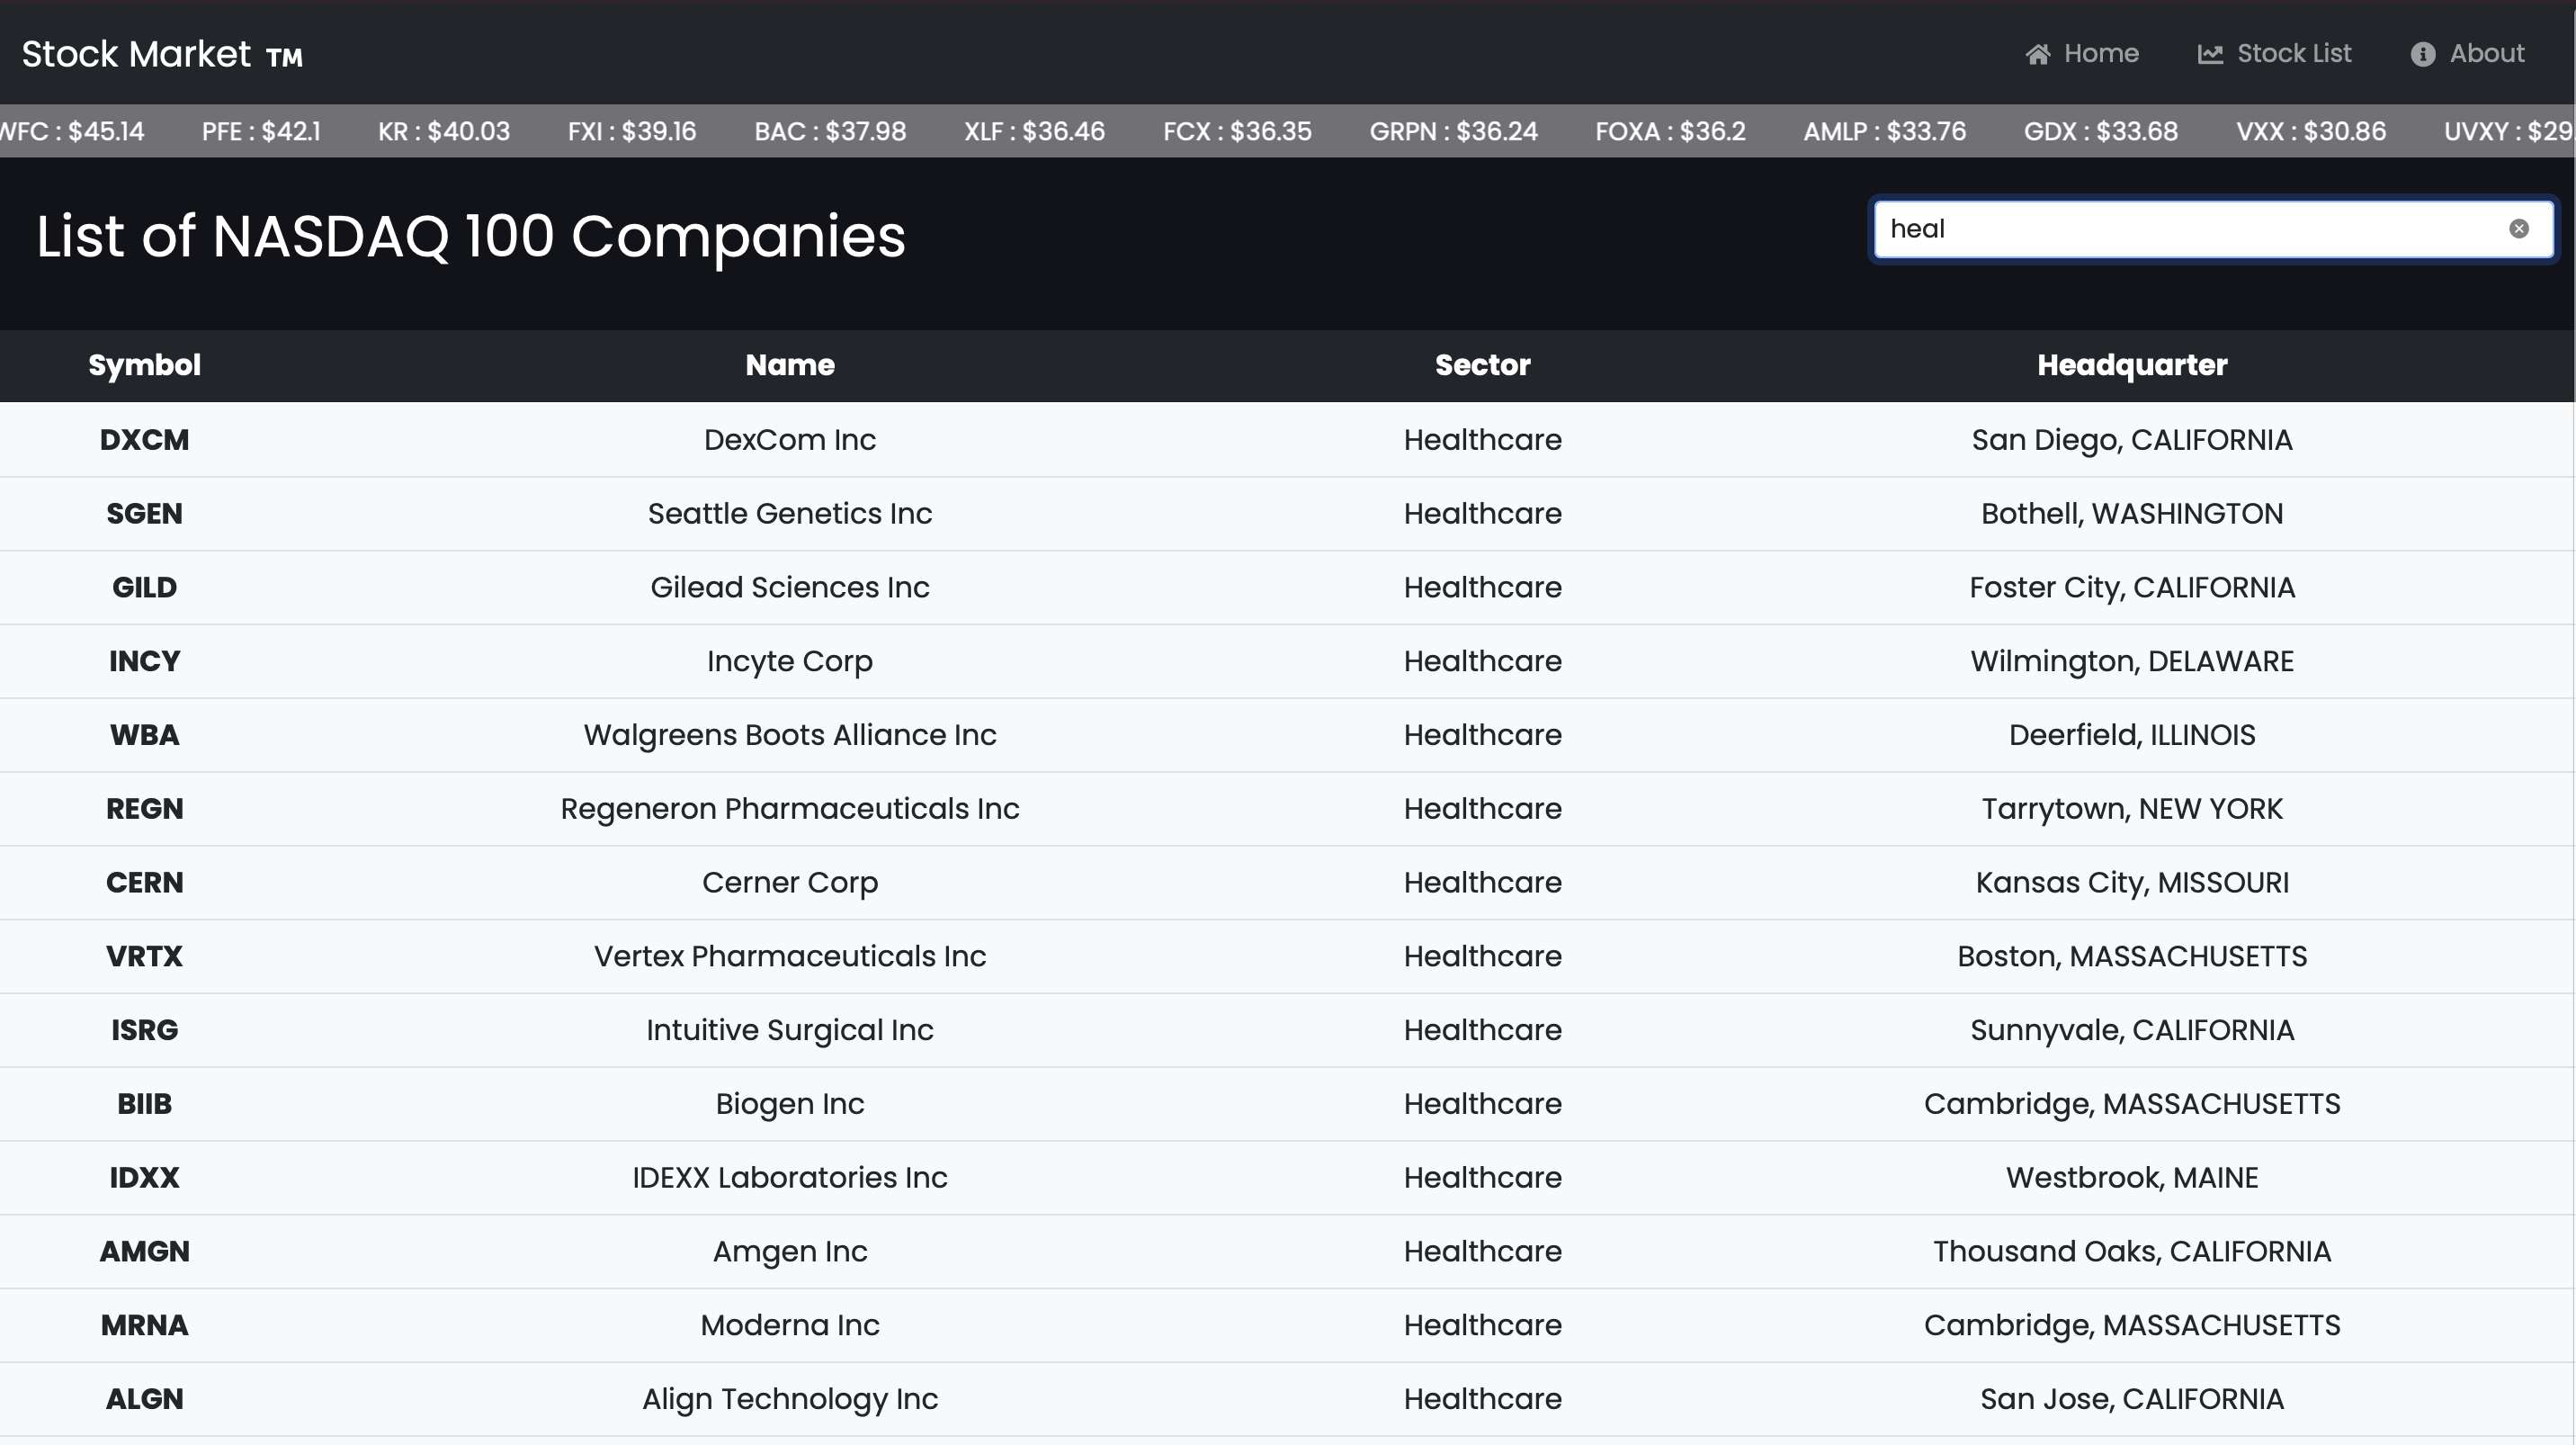 Stock Market TM Home Stock List About
WFC : $45.14 PFE : $42.1 KR : $40.03 FXI : $39.16 BAC : $37.98 XLF : $36.46 FCX : $36.35 GRPN : $36.24 FOXA : $36.2 AMLP : $33.76 GDX : $33.68 VXX : $30.86 UVXY : $29
List of NASDAQ 100 Companies
heal
Symbol Name Sector Headquarter
DXCM DexCom Inc Healthcare San Diego, CALIFORNIA
SGEN Seattle Genetics Inc Healthcare Bothell, WASHINGTON
GILD Gilead Sciences Inc Healthcare Foster City, CALIFORNIA
INCY Incyte Corp Healthcare Wilmington, DELAWARE
WBA Walgreens Boots Alliance Inc Healthcare Deerfield, ILLINOIS
REGN Regeneron Pharmaceuticals Inc Healthcare Tarrytown, NEW YORK
CERN Cerner Corp Healthcare Kansas City, MISSOURI
VRTX Vertex Pharmaceuticals Inc Healthcare Boston, MASSACHUSETTS
ISRG Intuitive Surgical Inc Healthcare Sunnyvale, CALIFORNIA
BIIB Biogen Inc Healthcare Cambridge, MASSACHUSETTS
IDXX IDEXX Laboratories Inc Healthcare Westbrook, MAINE
AMGN Amgen Inc Healthcare Thousand Oaks, CALIFORNIA
MRNA Moderna Inc Healthcare Cambridge, MASSACHUSETTS
ALGN Align Technology Inc Healthcare San Jose, CALIFORNIA